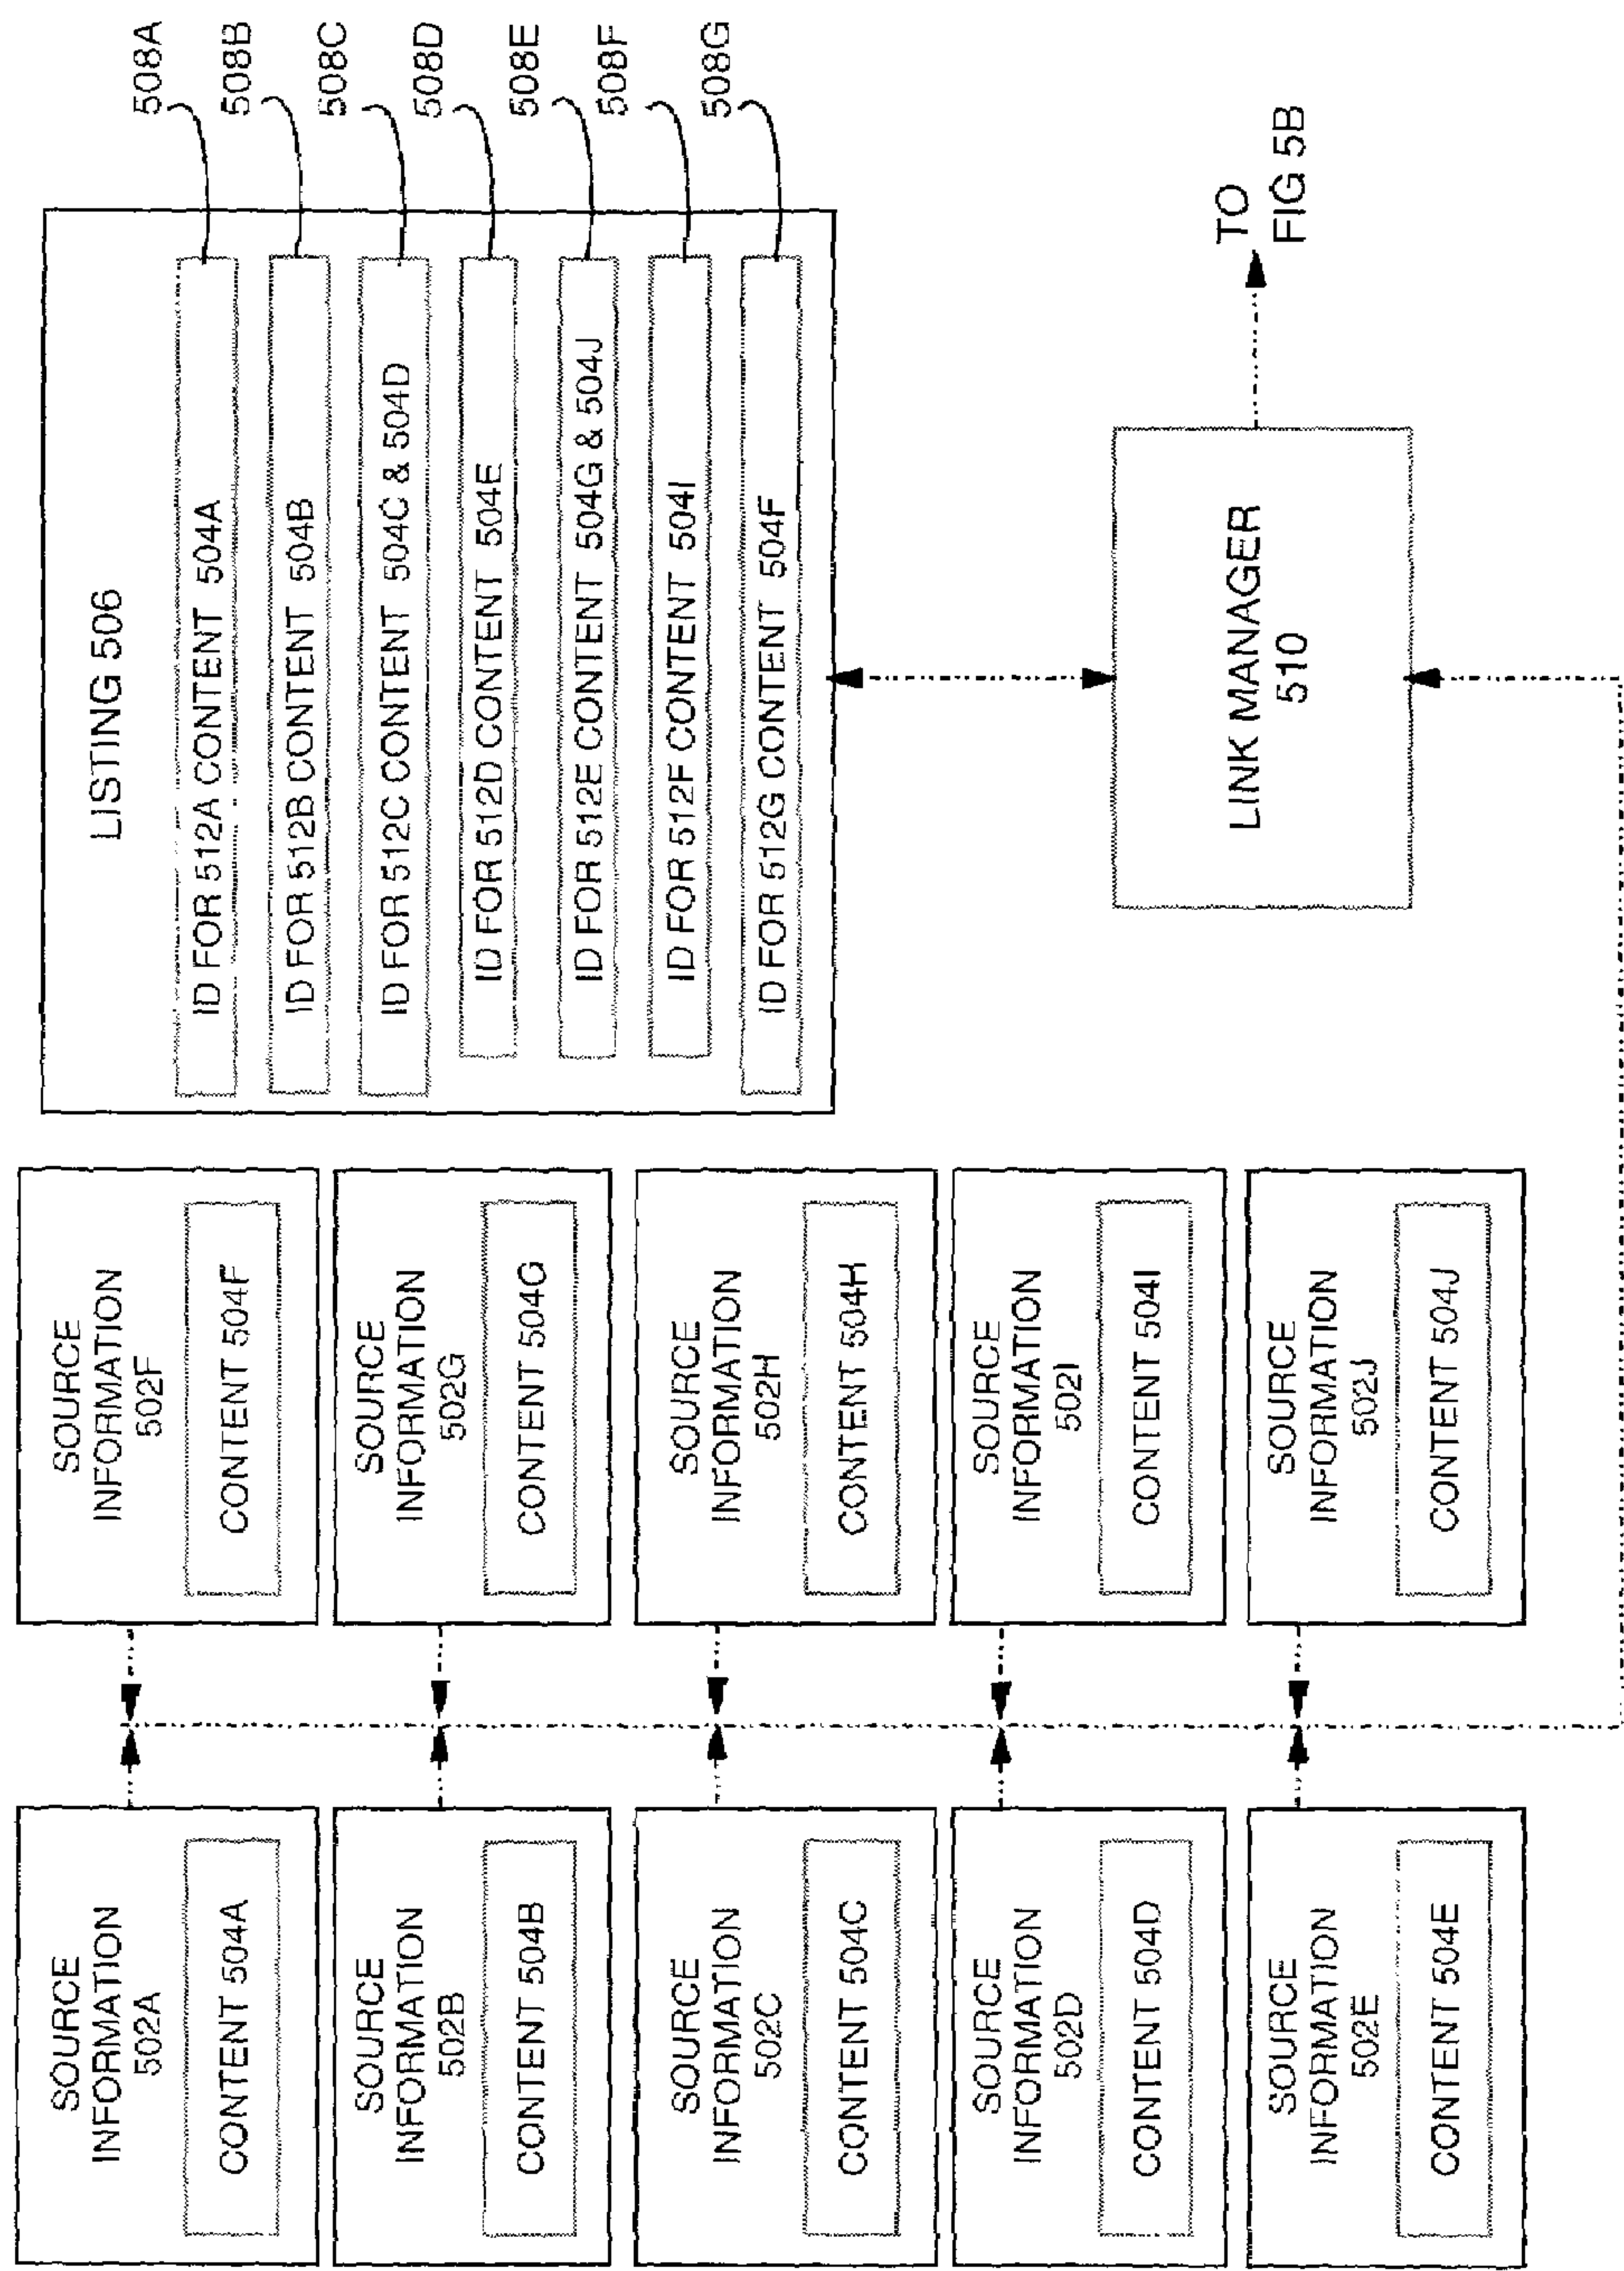 SOURCE
INFORMATION
502A
CONTENT 504A
SOURCE
INFORMATION
502B
CONTENT 504B
SOURCE
INFORMATION
502C
CONTENT 504C
SOURCE
INFORMATION
502D
CONTENT 504D
SOURCE
INFORMATION
502E
CONTENT 504E
SOURCE
INFORMATION
502F
CONTENT 504F
SOURCE
INFORMATION
502G
CONTENT 504G
SOURCE
INFORMATION
502H
CONTENT 504H
SOURCE
INFORMATION
502I
CONTENT 504I
SOURCE
INFORMATION
502J
CONTENT 504J
LISTING 506
ID FOR 512A CONTENT 504A
ID FOR 512B CONTENT 504B
ID FOR 512C CONTENT 504C & 504D
ID FOR 512D CONTENT 504E
ID FOR 512E CONTENT 504G & 504J
ID FOR 512F CONTENT 504I
ID FOR 512G CONTENT 504F
508A
508B
508C
508D
508E
508F
508G
LINK MANAGER
510
TO
FIG 5B